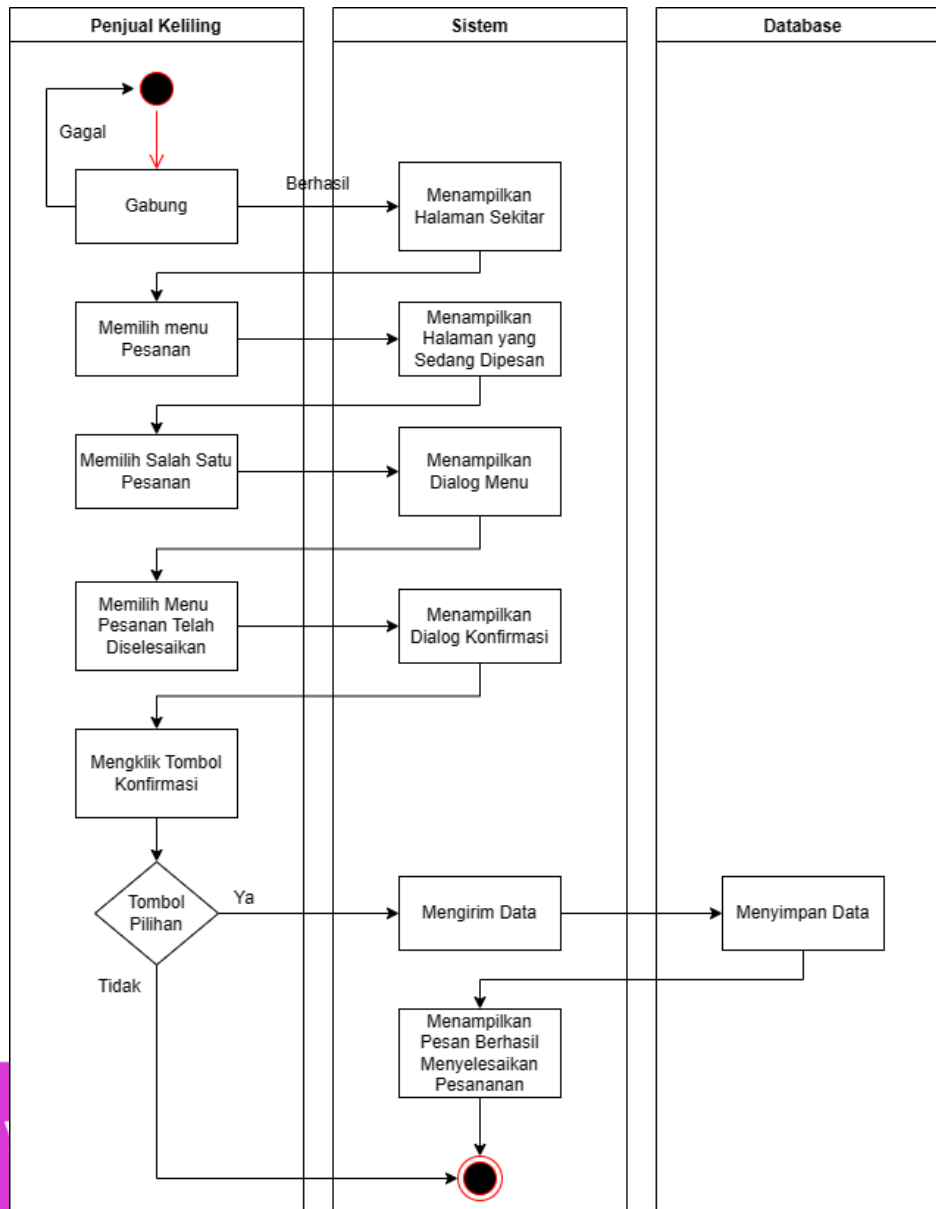 Penjual Keliling
Sistem
Database
Gagal
Gabung
Berhasil
Menampilkan
Halaman Sekitar
Memilih menu
Pesanan
Menampilkan
Halaman yang
Sedang Dipesan
Memilih Salah Satu
Pesanan
Menampilkan
Dialog Menu
Memilih Menu
Pesanan Telah
Diselesaikan
Menampilkan
Dialog Konfirmasi
Mengklik Tombol
Konfirmasi
Tombol
Pilihan
Ya
Mengirim Data
Menyimpan Data
Tidak
Menampilkan
Pesan Berhasil
Menyelesaikan
Pesananan